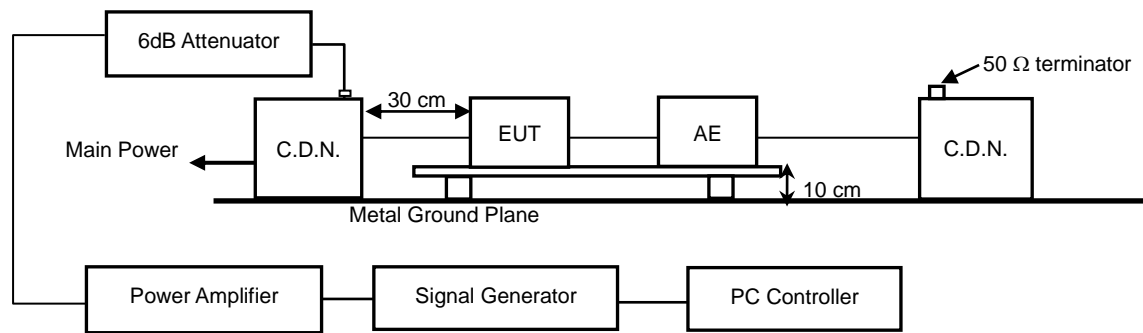 6dB Attenuator
50 Ω terminator
30 cm
EUT
AE
Main Power
C.D.N.
C.D.N.
10 cm
Metal Ground Plane
Power Amplifier
Signal Generator
PC Controller